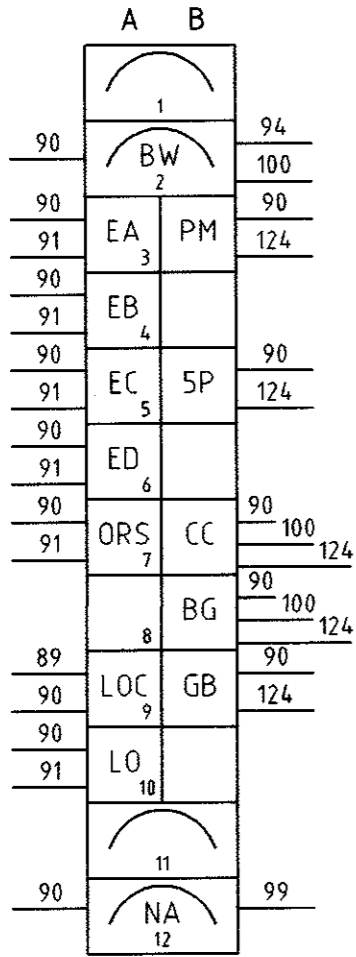 A B
1
90 BW 94
2 100
90 EA PM 90
91 3 124
90 EB
91 4
90 EC 5P 90
91 5 124
90 ED
91 6
90 ORS CC 90
91 7 100
124
BG 90
8 100
124
89 LOC GB 90
90 9 124
90 LO
91 10
11
90 NA 99
12